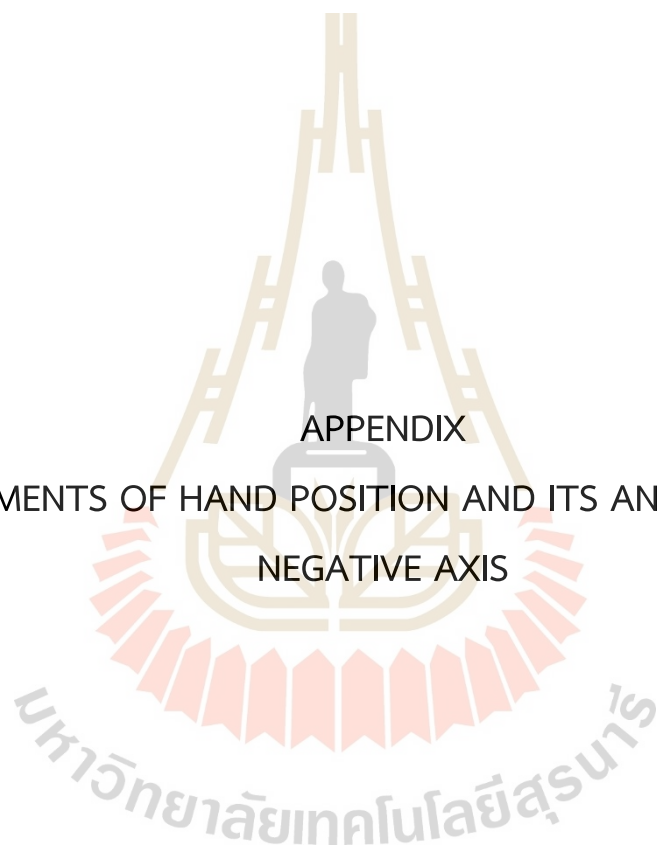 APPENDIX
MENTS OF HAND POSITION AND ITS AN
NEGATIVE AXIS
มหาวิทยาลัยเทคโนโลยีสุรนารี